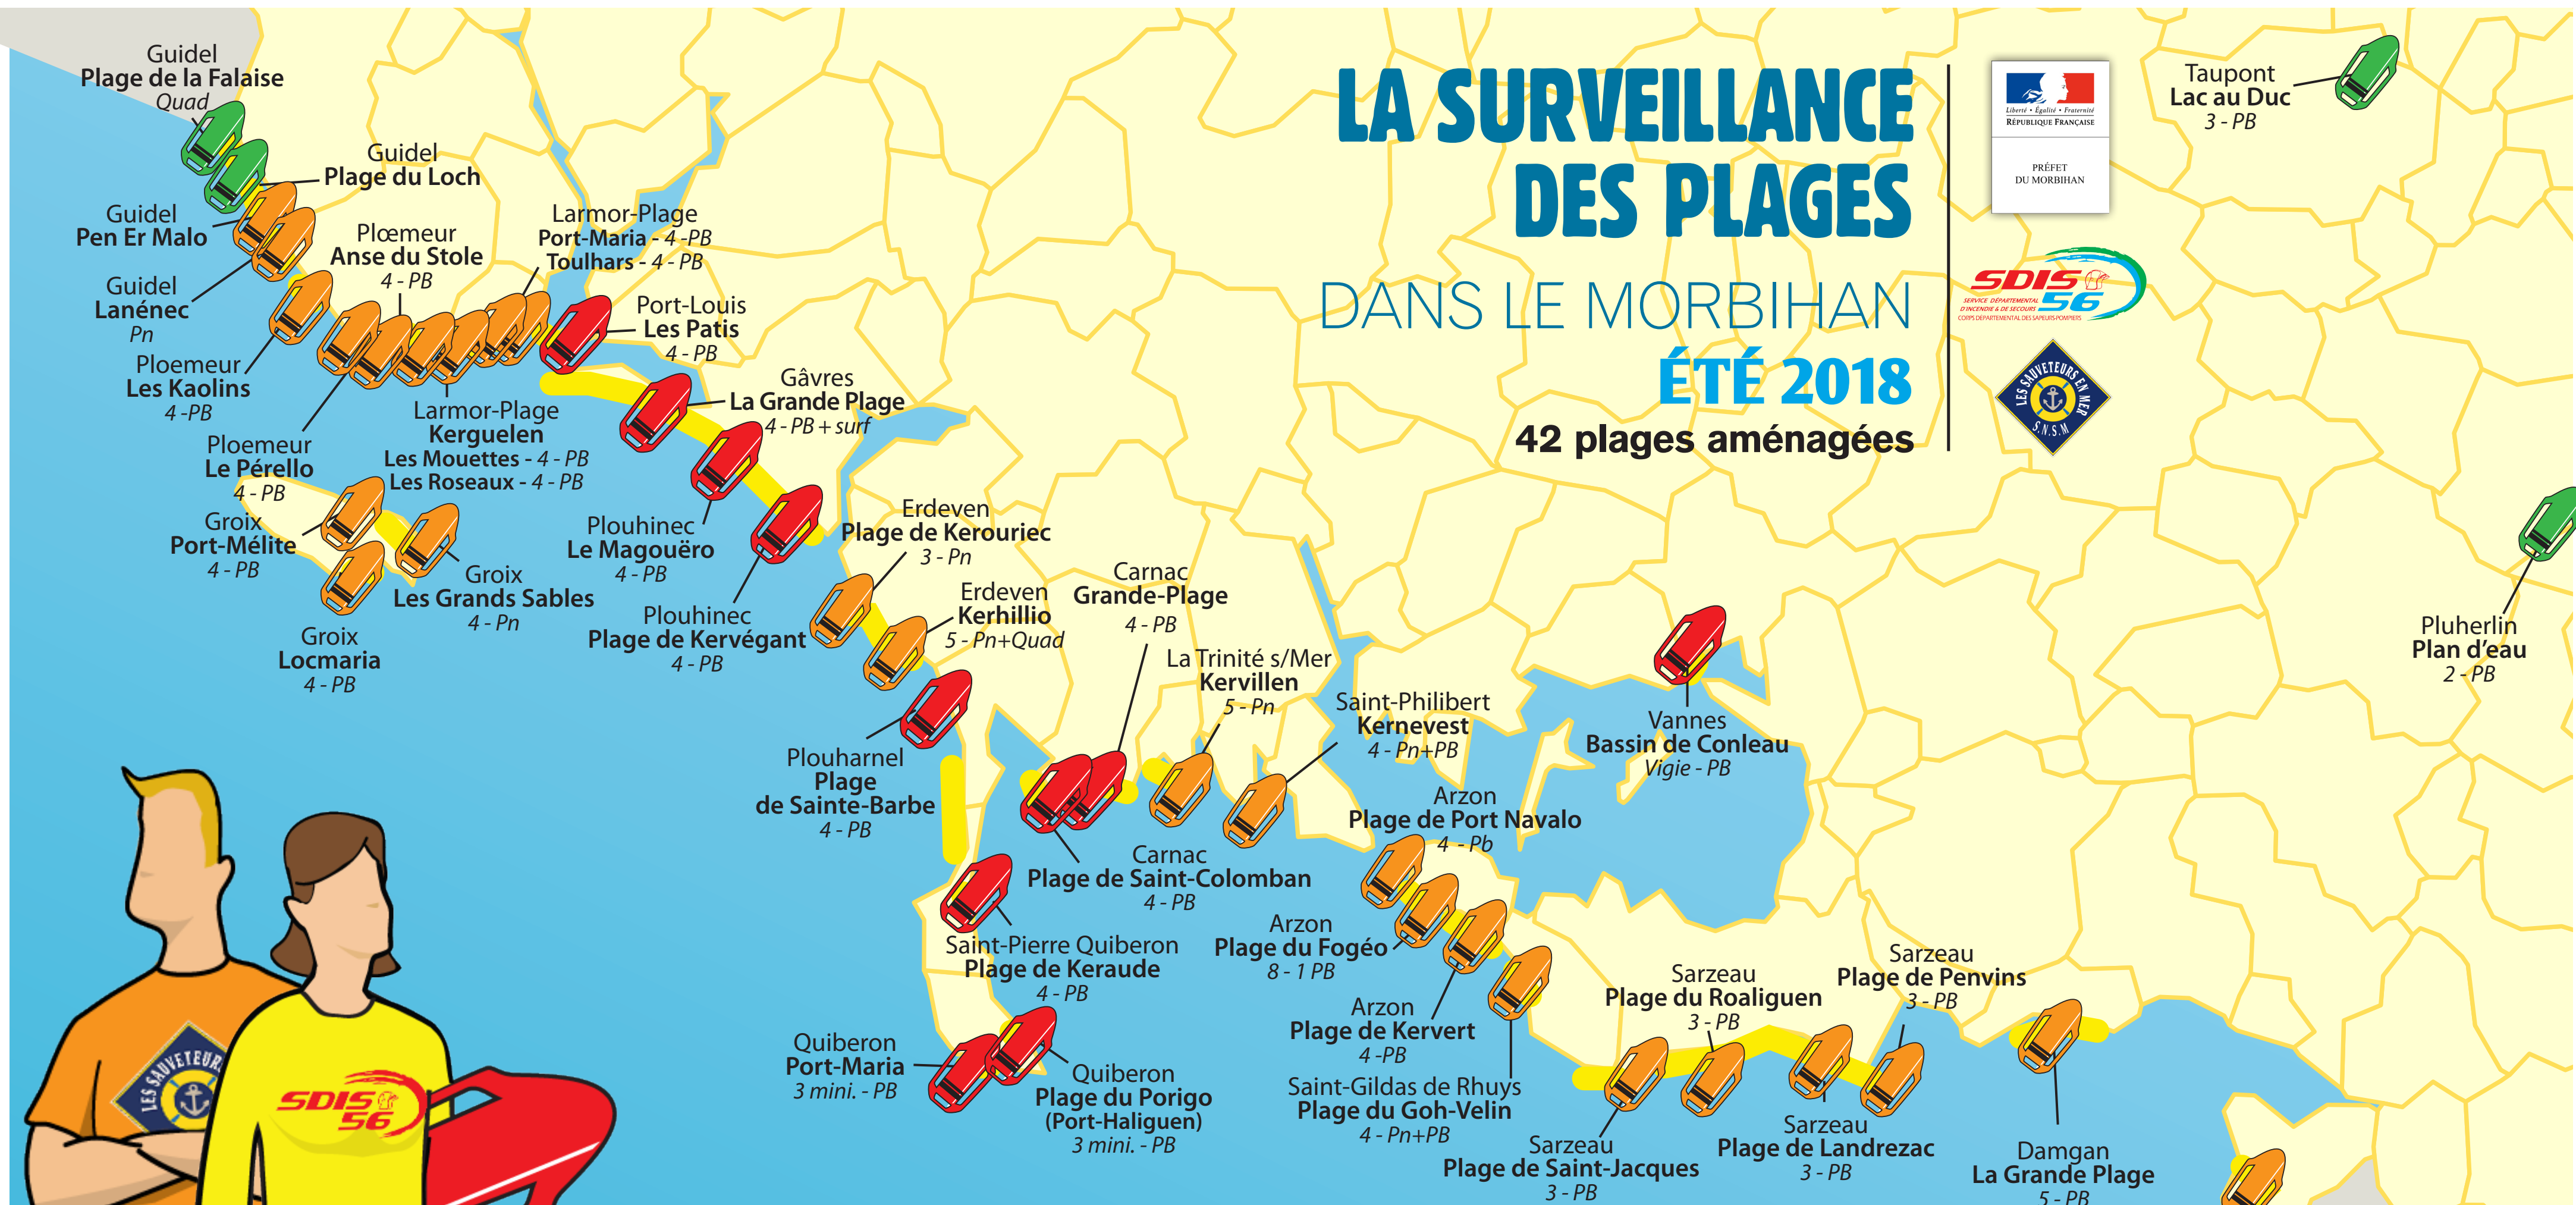 LA SURVEILLANCE
DES PLAGES
DANS LE MORBIHAN
ÉTÉ 2018
42 plages aménagées
Liberté • Égalité • Fraternité
RÉPUBLIQUE FRANÇAISE
PRÉFET
DU MORBIHAN
SDIS
56
SERVICE DÉPARTEMENTAL
D'INCENDIE & DE SECOURS
CORPS DÉPARTEMENTAL DES SAPEURS-POMPIERS
LES SAUVETEURS EN MER
S.N.S.M
Taupont
Lac au Duc
3 - PB
Guidel
Plage de la Falaise
Quad
Guidel
Plage du Loch
Guidel
Pen Er Malo
Guidel
Lanénec
Pn
Ploemeur
Les Kaolins
4 -PB
Ploemeur
Le Pérello
4 - PB
Plœmeur
Anse du Stole
4 - PB
Larmor-Plage
Port-Maria - 4 -PB
Toulhars - 4 - PB
Larmor-Plage
Kerguelen
Les Mouettes - 4 - PB
Les Roseaux - 4 - PB
Port-Louis
Les Patis
4 - PB
Gâvres
La Grande Plage
4 - PB + surf
Groix
Port-Mélite
4 - PB
Groix
Les Grands Sables
4 - Pn
Groix
Locmaria
4 - PB
Plouhinec
Le Magouëro
4 - PB
Plouhinec
Plage de Kervégant
4 - PB
Erdeven
Plage de Kerouriec
3 - Pn
Erdeven
Kerhillio
5 - Pn+Quad
Plouharnel
Plage
de Sainte-Barbe
4 - PB
Carnac
Grande-Plage
4 - PB
Carnac
Plage de Saint-Colomban
4 - PB
La Trinité s/Mer
Kervillen
5 - Pn
Saint-Philibert
Kernevest
4 - Pn+PB
Vannes
Bassin de Conleau
Vigie - PB
Pluherlin
Plan d'eau
2 - PB
Saint-Pierre Quiberon
Plage de Keraude
4 - PB
Quiberon
Port-Maria
3 mini. - PB
Quiberon
Plage du Porigo
(Port-Haliguen)
3 mini. - PB
Arzon
Plage de Port Navalo
4 - Pb
Arzon
Plage du Fogéo
8 - 1 PB
Arzon
Plage de Kervert
4 -PB
Saint-Gildas de Rhuys
Plage du Goh-Velin
4 - Pn+PB
Sarzeau
Plage de Saint-Jacques
3 - PB
Sarzeau
Plage du Roaliguen
3 - PB
Sarzeau
Plage de Landrezac
3 - PB
Sarzeau
Plage de Penvins
3 - PB
Damgan
La Grande Plage
5 - PB
LES SAUVETEURS
SDIS
56